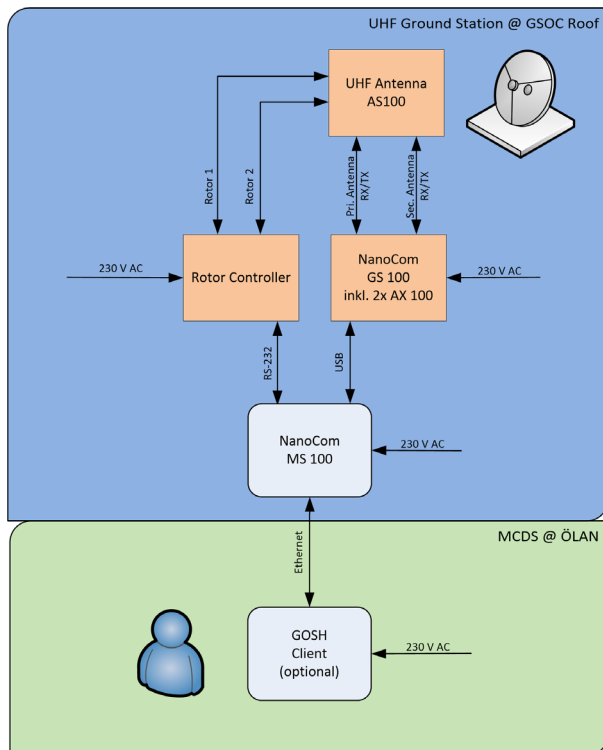 UHF Ground Station @ GSOC Roof
UHF Antenna
AS100
Rotor 1
Rotor 2
Pri. Antenna
RX/TX
Sec. Antenna
RX/TX
230 V AC
Rotor Controller
NanoCom
GS 100
inkl. 2x AX 100
230 V AC
RS-232
USB
NanoCom
MS 100
230 V AC
MCDS @ ÖLAN
Ethernet
GOSH
Client
(optional)
230 V AC